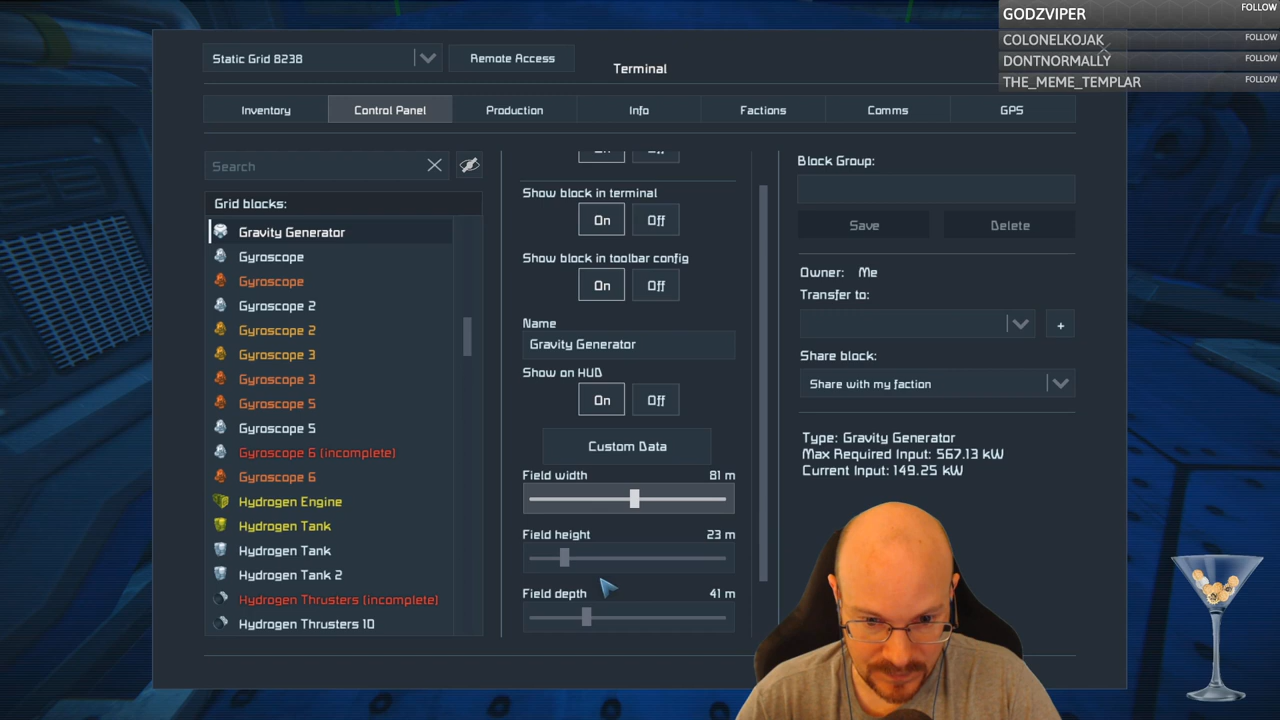 GODZVIPER FOLLOW
COLONELKOJAK FOLLOW
DONTNORMALLY FOLLOW
THE_MEME_TEMPLAR FOLLOW
Static Grid 8238
Remote Access
Terminal
Inventory
Control Panel
Production
Info
Factions
Comms
GPS
Search
Grid blocks:
Gravity Generator
Gyroscope
Gyroscope
Gyroscope 2
Gyroscope 2
Gyroscope 3
Gyroscope 3
Gyroscope 5
Gyroscope 5
Gyroscope 6 (incomplete)
Gyroscope 6
Hydrogen Engine
Hydrogen Tank
Hydrogen Tank
Hydrogen Tank 2
Hydrogen Thrusters (incomplete)
Hydrogen Thrusters 10
Show block in terminal
On Off
Show block in toolbar config
On Off
Name
Gravity Generator
Show on HUD
On Off
Custom Data
Field width 81 m
Field height 23 m
Field depth 41 m
Block Group:
Save Delete
Owner: Me
Transfer to:
+
Share block:
Share with my faction
Type: Gravity Generator
Max Required Input: 567.13 kW
Current Input: 149.25 kW